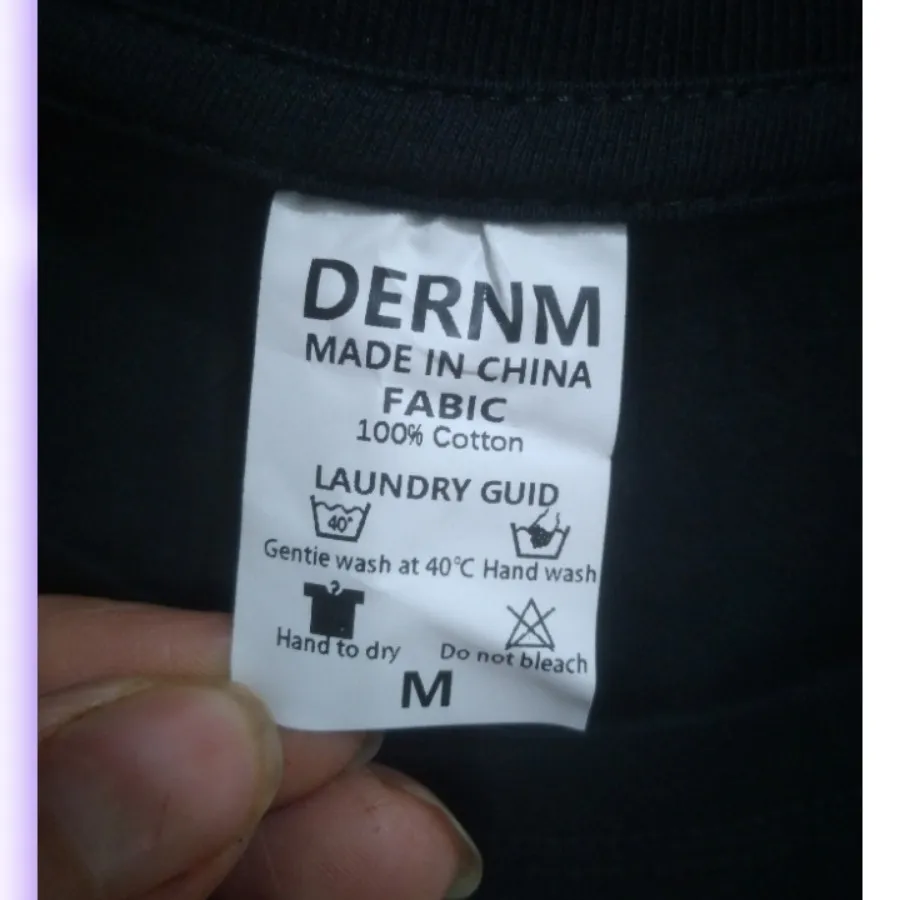 DERNM
MADE IN CHINA
FABIC
100% Cotton
LAUNDRY GUID
40°
Gentie wash at 40℃ Hand wash
Hand to dry Do not bleach
M